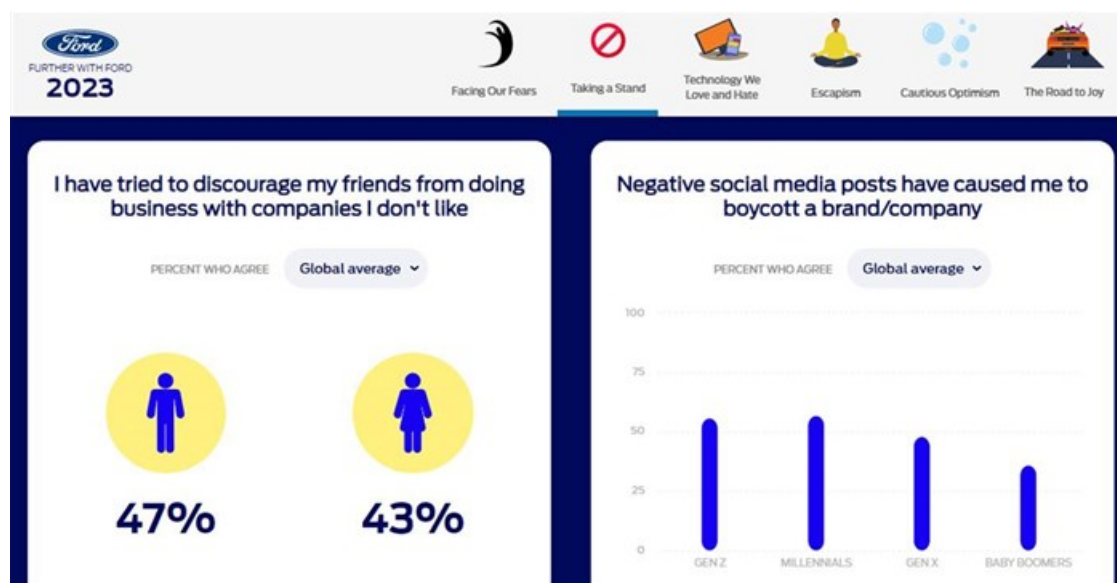 Ford
FURTHER WITH FORD
2023
Facing Our Fears
Taking a Stand
Technology We
Love and Hate
Escapism
Cautious Optimism
The Road to Joy
I have tried to discourage my friends from doing
business with companies I don't like
PERCENT WHO AGREE Global average
47% 43%
Negative social media posts have caused me to
boycott a brand/company
PERCENT WHO AGREE Global average
100
75
50
25
0
GEN Z MILLENNIALS GEN X BABY BOOMERS